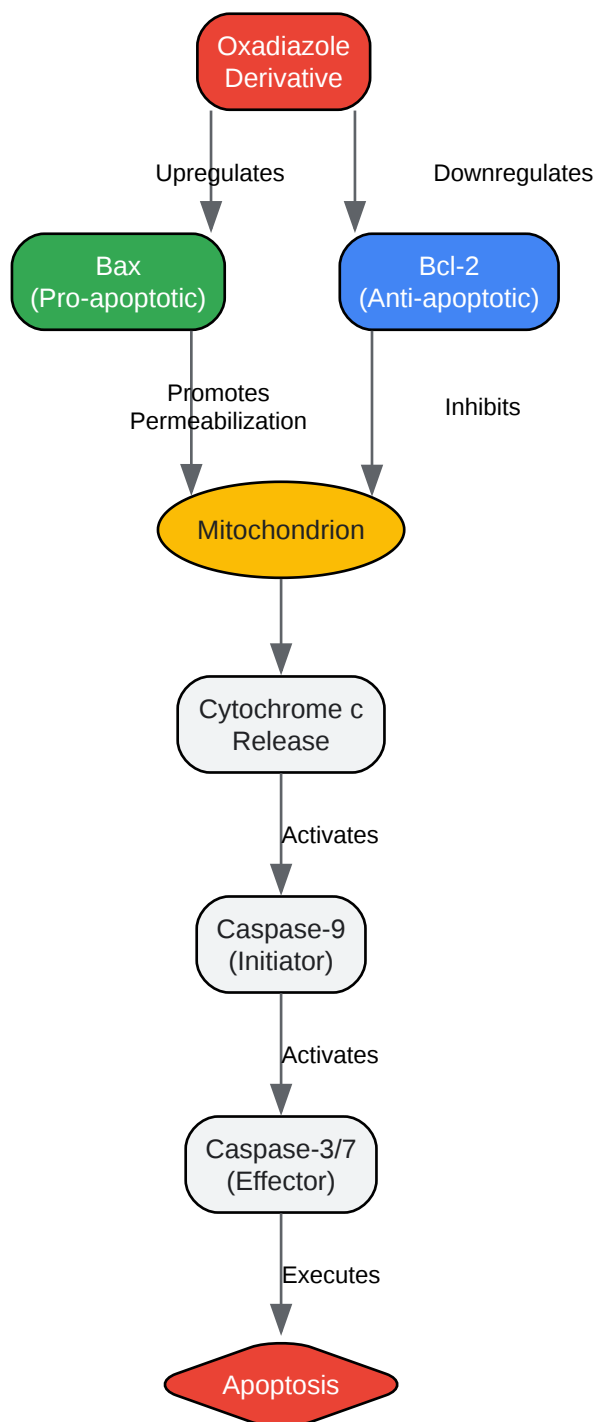 Oxadiazole
Derivative
Upregulates
Downregulates
Bax
(Pro-apoptotic)
Bcl-2
(Anti-apoptotic)
Promotes
Permeabilization
Inhibits
Mitochondrion
Cytochrome c
Release
Activates
Caspase-9
(Initiator)
Activates
Caspase-3/7
(Effector)
Executes
Apoptosis